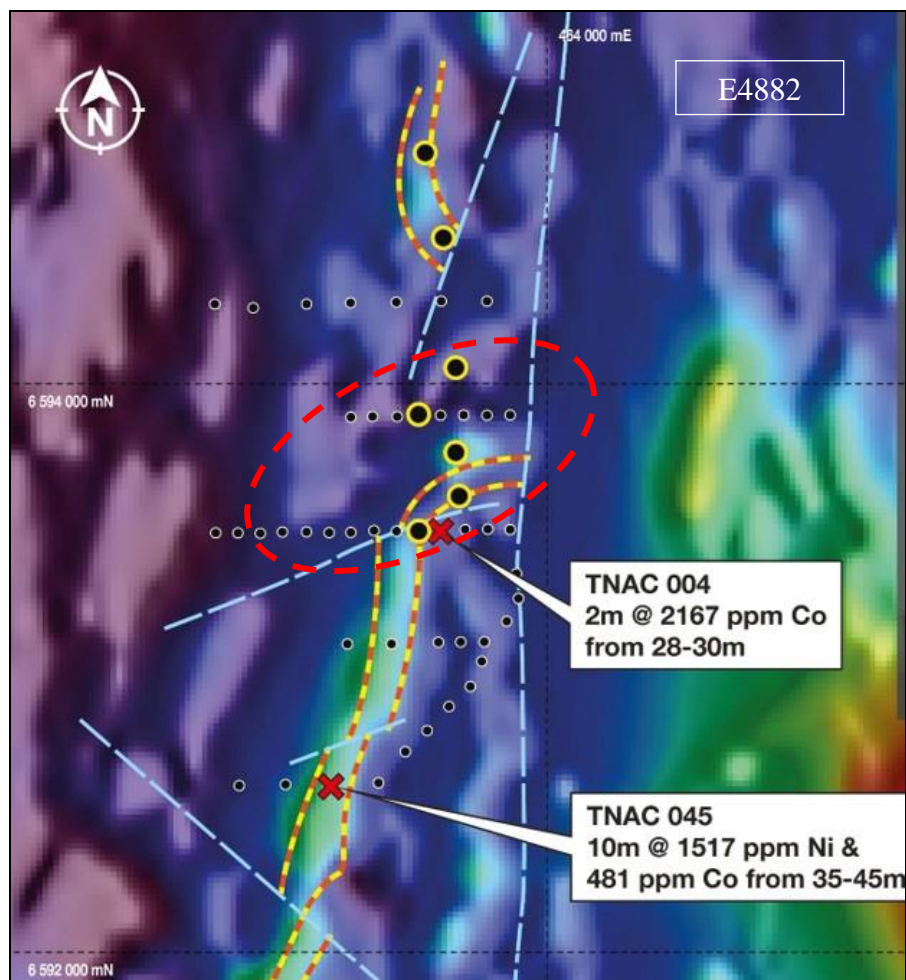 464 000 mE
E4882
N
6 594 000 mN
TNAC 004
2m @ 2167 ppm Co
from 28-30m
TNAC 045
10m @ 1517 ppm Ni &
481 ppm Co from 35-45m
6 592 000 mN